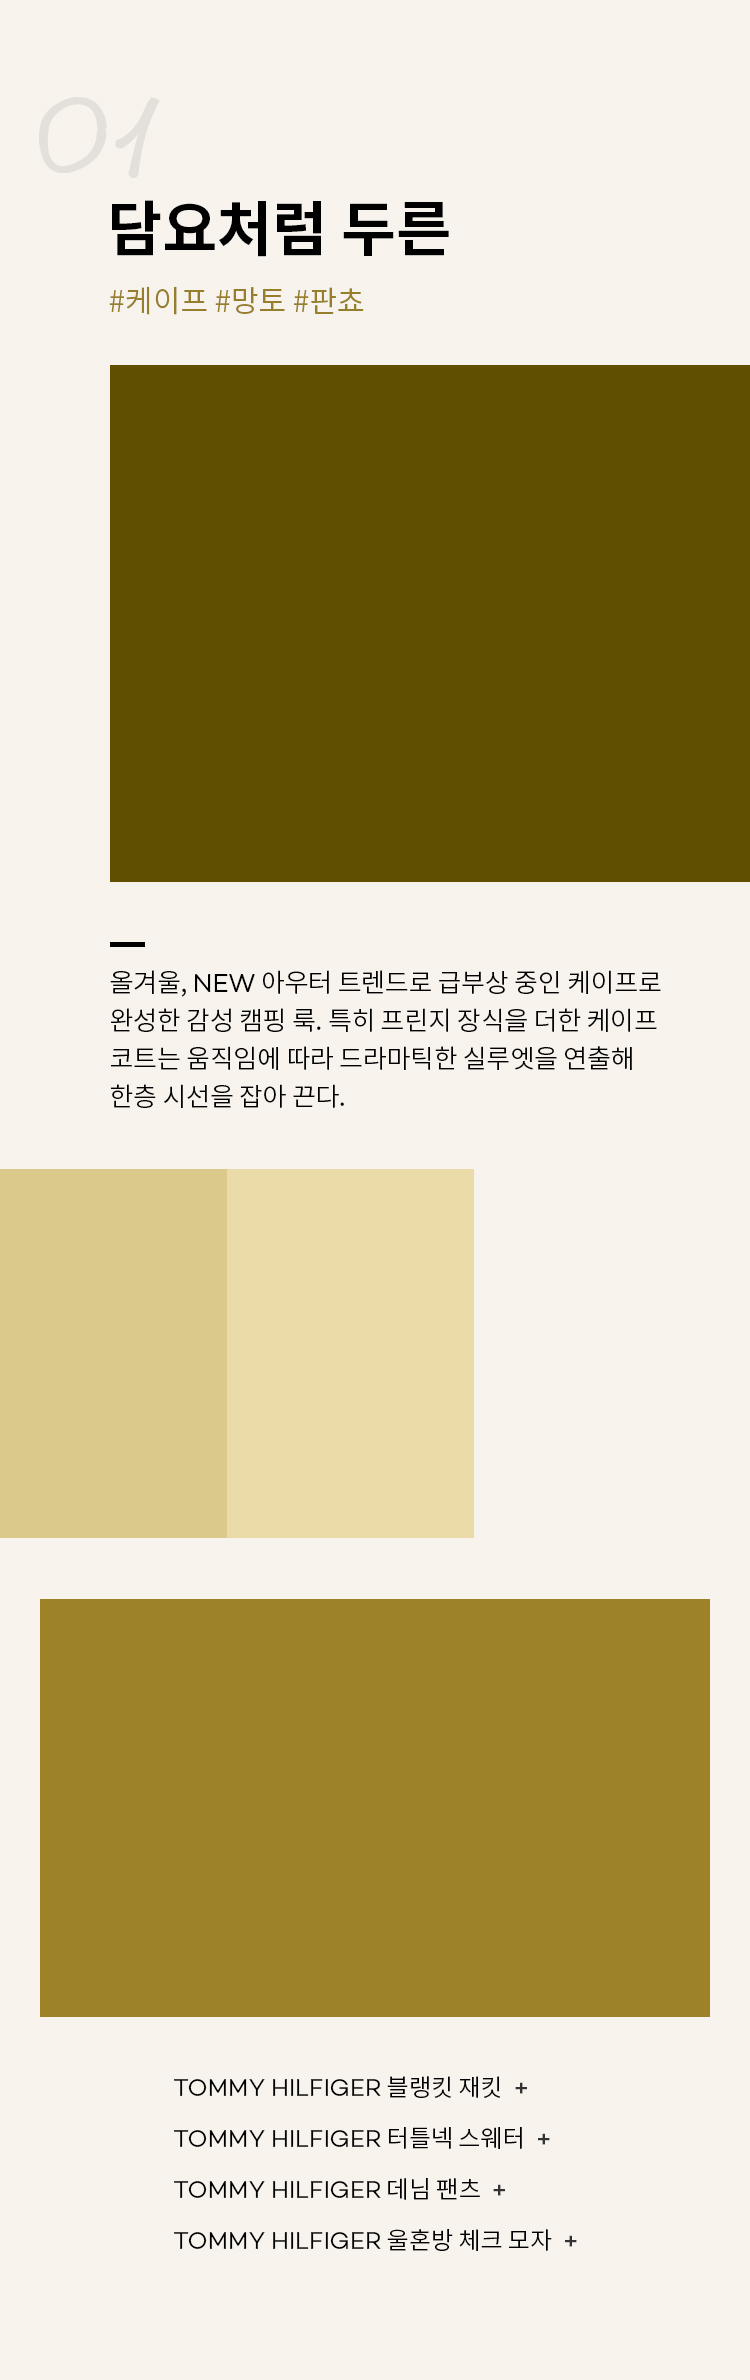 01
담요처럼 두른
#케이프 #망토 #판쵸
올겨울, NEW 아우터 트렌드로 급부상 중인 케이프로
완성한 감성 캠핑 룩. 특히 프린지 장식을 더한 케이프
코트는 움직임에 따라 드라마틱한 실루엣을 연출해
한층 시선을 잡아 끈다.
TOMMY HILFIGER 블랭킷 재킷 +
TOMMY HILFIGER 터틀넥 스웨터 +
TOMMY HILFIGER 데님 팬츠 +
TOMMY HILFIGER 울혼방 체크 모자 +